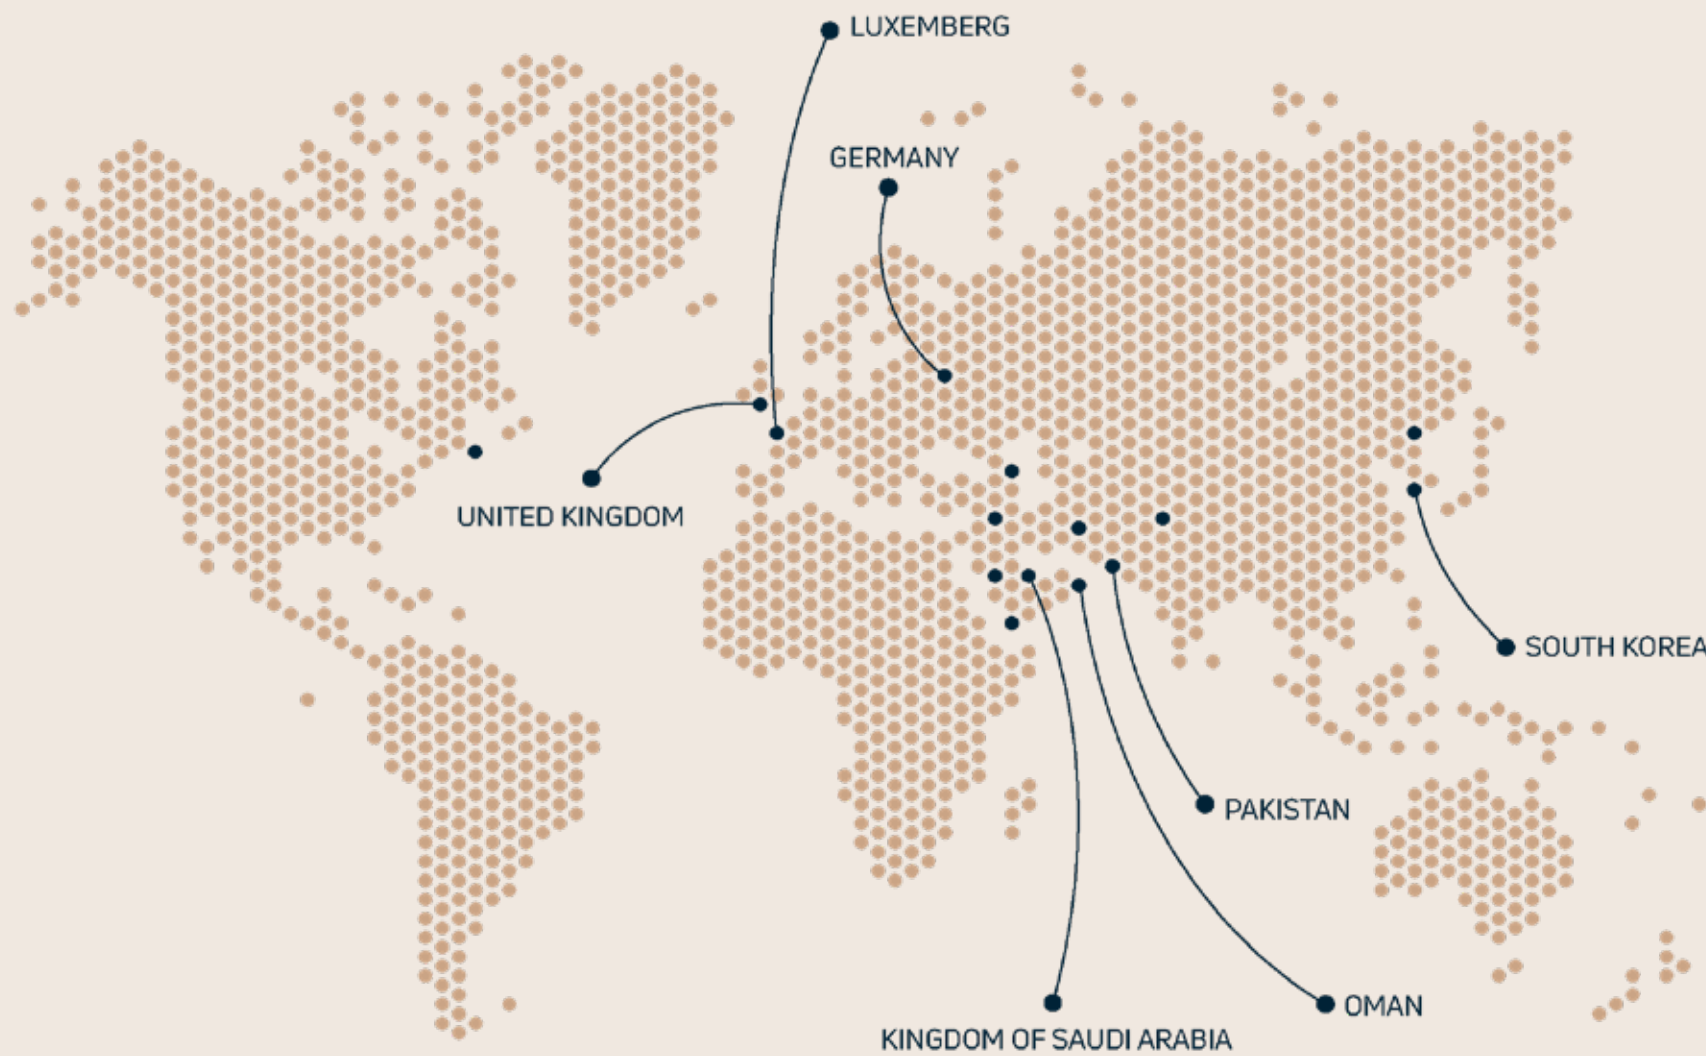 LUXEMBERG
GERMANY
UNITED KINGDOM
SOUTH KOREA
PAKISTAN
OMAN
KINGDOM OF SAUDI ARABIA